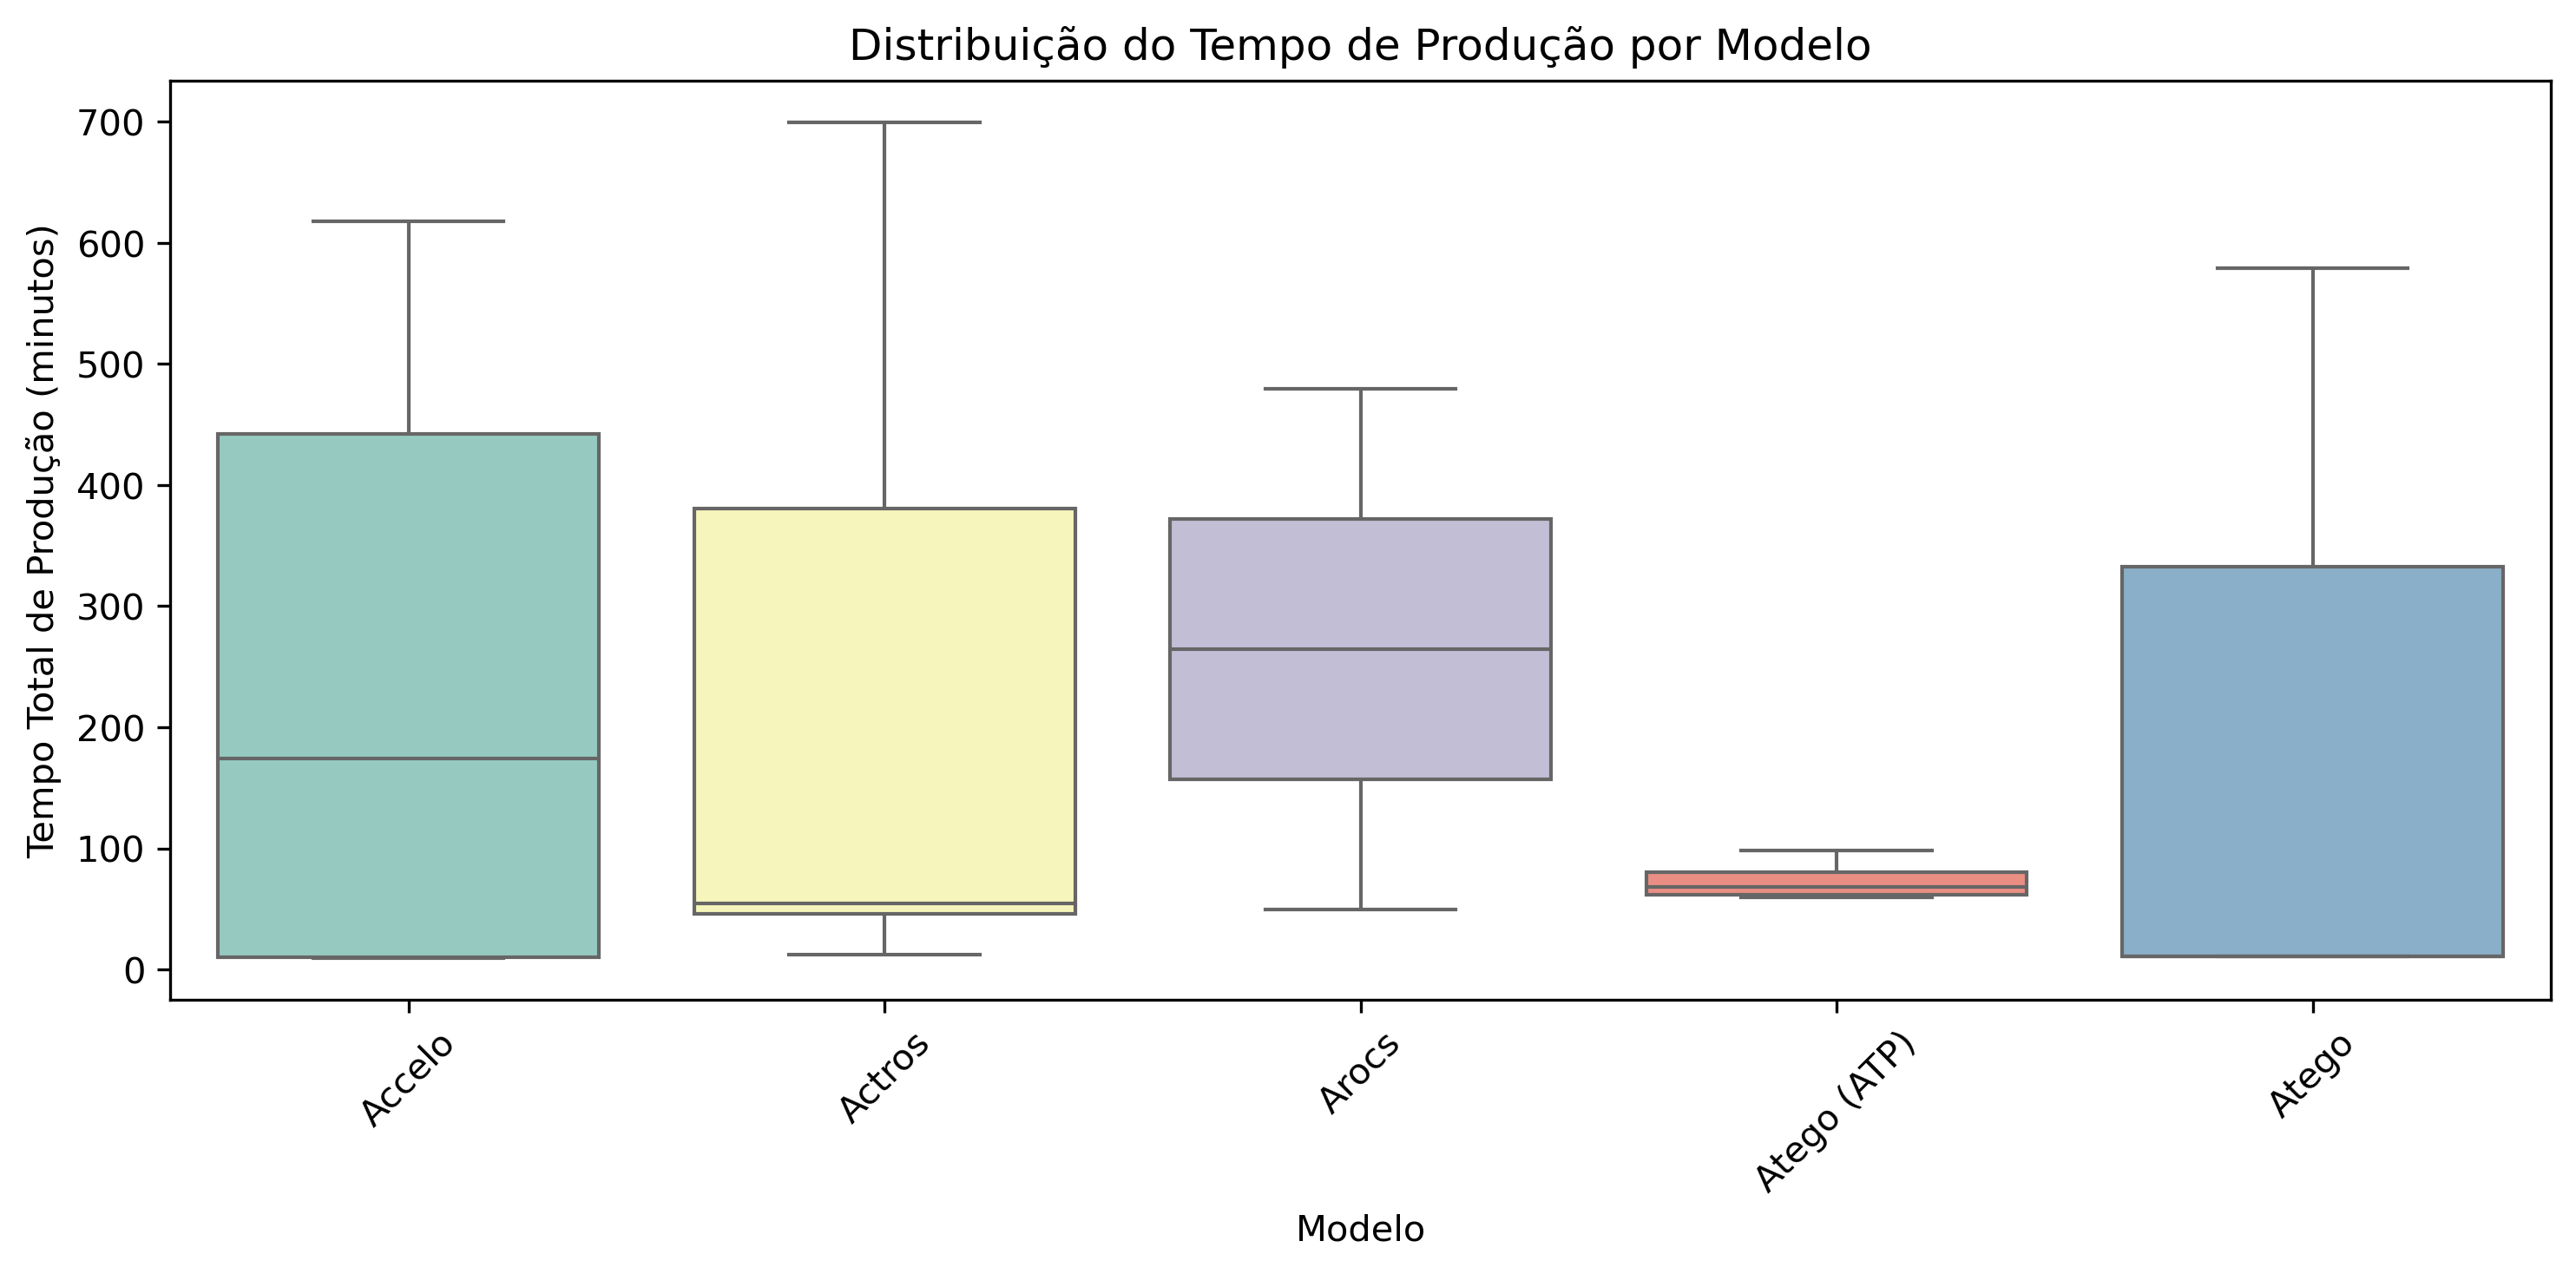 Distribuição do Tempo de Produção por Modelo
Tempo Total de Produção (minutos)
700
600
500
400
300
200
100
0
Accelo
Actros
Arocs
Atego (ATP)
Atego
Modelo